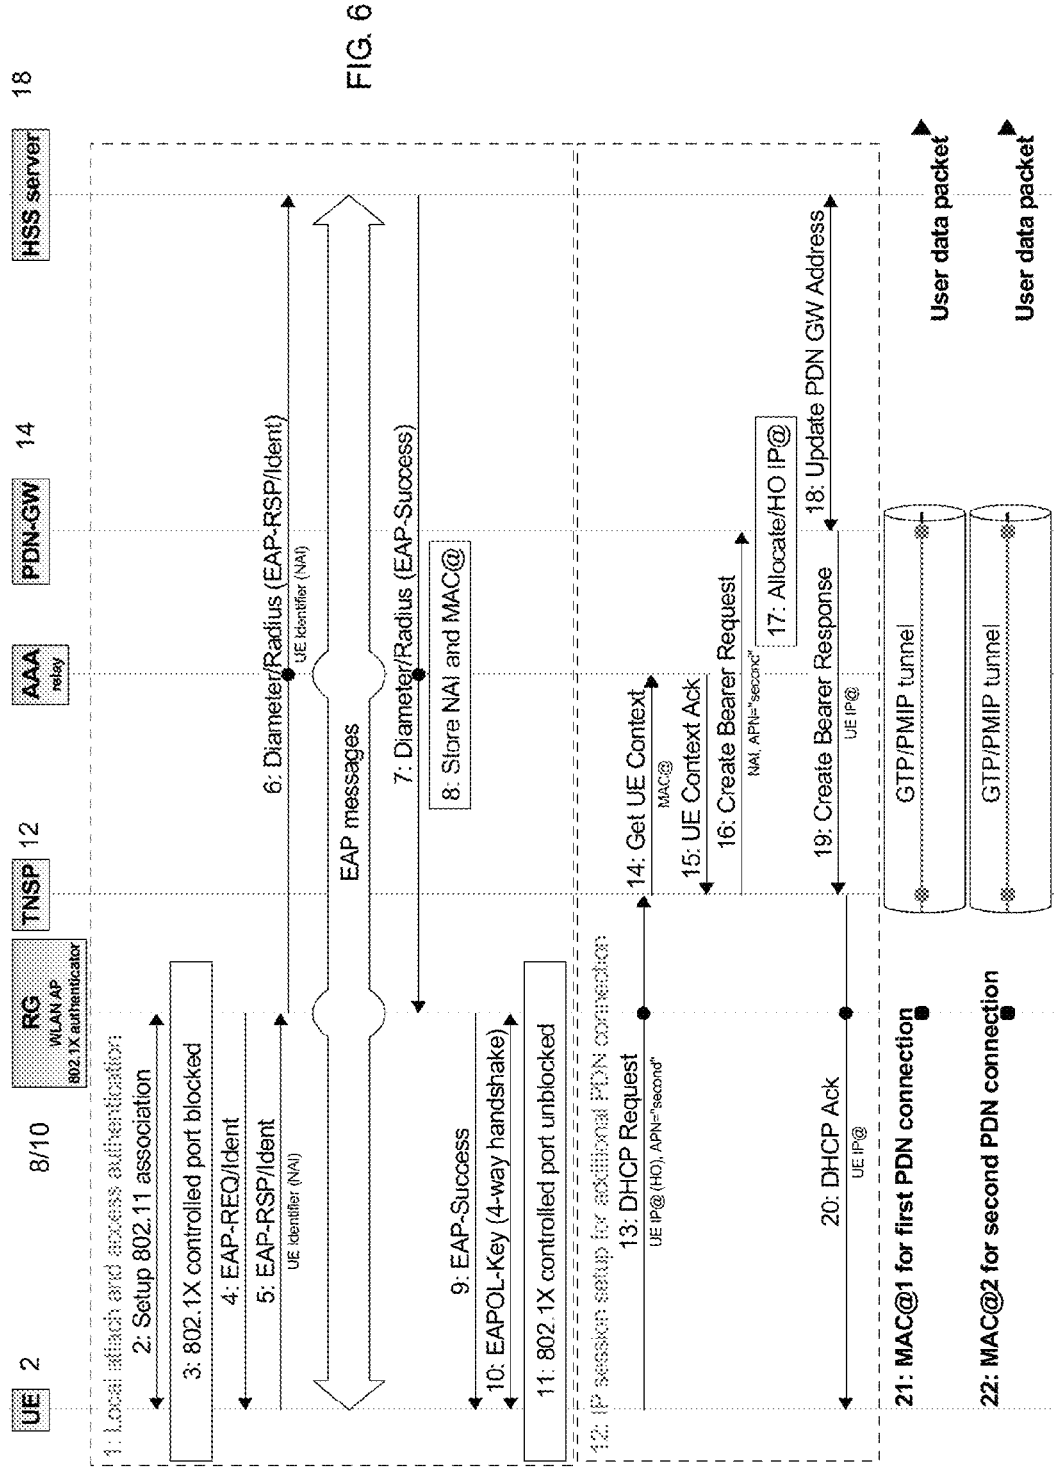 FIG. 6
UE 2
8/10
RG
WLAN AP
802.1X authenticator
TNSP 12
AAA
relay
PDN-GW 14
HSS server 18
1: Local attach and access authentication
2: Setup 802.11 association
3: 802.1X controlled port blocked
4: EAP-REQ/Ident
5: EAP-RSP/Ident
UE Identifier (NAI)
6: Diameter/Radius (EAP-RSP/Ident)
UE Identifier (NAI)
EAP messages
7: Diameter/Radius (EAP-Success)
8: Store NAI and MAC@
9: EAP-Success
10: EAPOL-Key (4-way handshake)
11: 802.1X controlled port unblocked
12: IP session setup for additional PDN connection
13: DHCP Request
UE IP@ (HO), APN="second"
14: Get UE Context
MAC@
15: UE Context Ack
16: Create Bearer Request
NAI, APN="second"
17: Allocate/HO IP@
18: Update PDN GW Address
19: Create Bearer Response
UE IP@
20: DHCP Ack
UE IP@
21: MAC@1 for first PDN connection
GTP/PMIP tunnel
User data packet
22: MAC@2 for second PDN connection
GTP/PMIP tunnel
User data packet